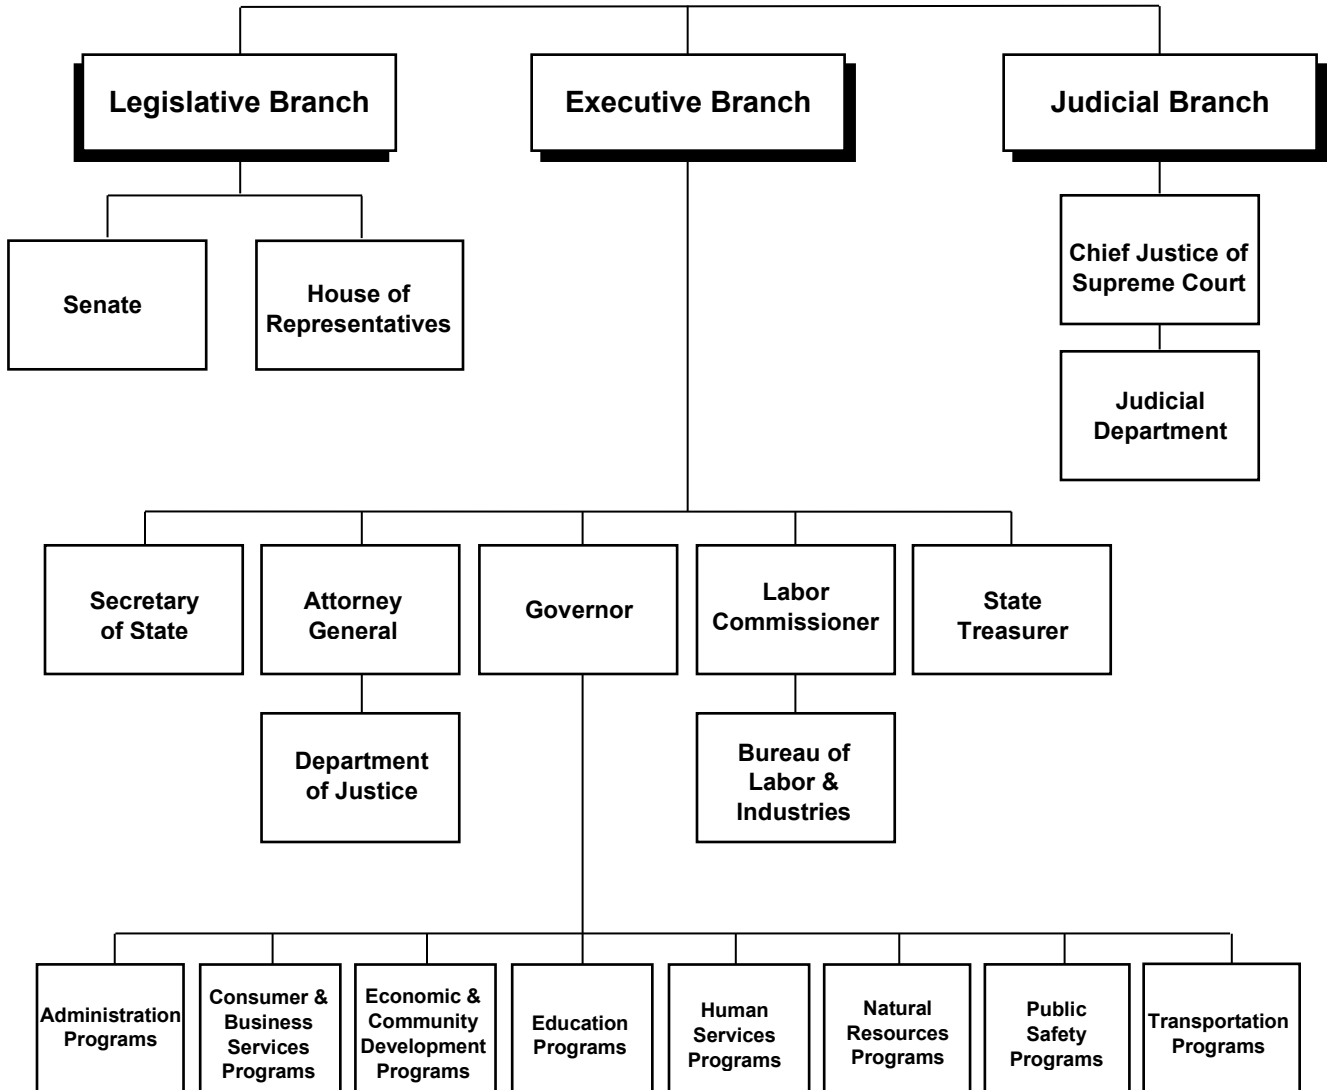 Legislative Branch
Executive Branch
Judicial Branch
Senate
House of
Representatives
Chief Justice of
Supreme Court
Judicial
Department
Secretary
of State
Attorney
General
Governor
Labor
Commissioner
State
Treasurer
Department
of Justice
Bureau of
Labor &
Industries
Administration
Programs
Consumer &
Business
Services
Programs
Economic &
Community
Development
Programs
Education
Programs
Human
Services
Programs
Natural
Resources
Programs
Public
Safety
Programs
Transportation
Programs